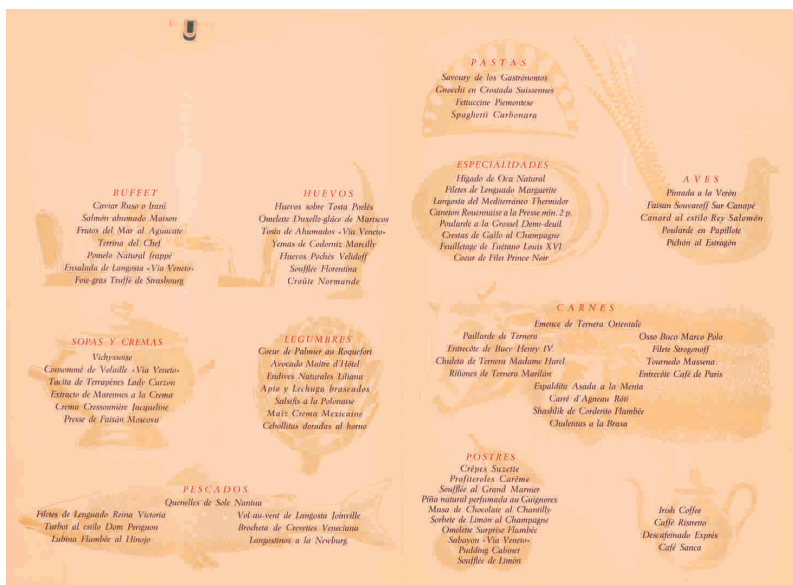 BUFFET
Caviar Ruso o Iraní
Salmón ahumado Maison
Frutos del Mar al Aguacate
Terrina del Chef
Pomelo Natural frappé
Ensalada de Langosta «Via Veneto»
Foie-gras Truffé de Strasbourg
HUEVOS
Huevos sobre Tosta Poelés
Omelette Duxelle-gláce de Mariscos
Tosta de Ahumados «Via Veneto»
Yemas de Codorniz Marcilly
Huevos Pochés Velidoff
Soufflée Florentina
Croûte Normande
SOPAS Y CREMAS
Vichyssoise
Consommé de Volaille «Via Veneto»
Tacita de Terrapènes Lady Curzon
Extracto de Marennes a la Crema
Crema Cressonnière Jacqueline
Presse de Faisán Moscova
LEGUMBRES
Coeur de Palmier au Roquefort
Avocado Maitre d'Hôtel
Endives Naturales Liliana
Apio y Lechuga braseados
Salsifis a la Polonaise
Maíz Crema Mexicaine
Cebollitas doradas al horno
PESCADOS
Quenelles de Sole Nantua
Filetes de Lenguado Reina Victoria
Turbot al estilo Dom Perignon
Lubina Flambée al Hinojo
Vol-au-vent de Langosta Joinville
Brocheta de Crevettes Veneciana
Langostinos a la Newburg
PASTAS
Savoury de los Gastrónomos
Gnocchi en Crostada Suissennes
Fettuccine Piemontese
Spaghetti Carbonara
ESPECIALIDADES
Hígado de Oca Natural
Filetes de Lenguado Marguerite
Langosta del Mediterráneo Thermidor
Caneton Rouennaise a la Presse min. 2 p.
Poularde a la Grossel Demi-deuil
Crestas de Gallo al Champagne
Feuilletage de Tuétano Louis XVI
Coeur de Filet Prince Noir
AVES
Pintada a la Verón
Faisan Souvaroff Sur Canapé
Canard al estilo Rey Salomón
Poularde en Papillote
Pichón al Estragón
CARNES
Emence de Ternera Orientale
Paillarde de Ternera
Entrecôte de Buey Henry IV
Chuleta de Ternera Madame Harel
Riñones de Ternera Marilán
Osso Buco Marco Polo
Filete Strogonoff
Tournedo Massena
Entrecôte Café de Paris
Espaldita Asada a la Menta
Carré d'Agneau Rôti
Shashlik de Corderito Flambée
Chuletitas a la Brasa
POSTRES
Crêpes Suzette
Profiteroles Carême
Soufflée al Grand Marnier
Piña natural perfumada au Guignorex
Musa de Chocolate al Chantilly
Sorbete de Limón al Champagne
Omelette Surprise Flambée
Sabayon «Via Veneto»
Pudding Cabinet
Soufflée de Limón
Irish Coffee
Caffè Ristretto
Descafeinado Exprés
Café Sanca